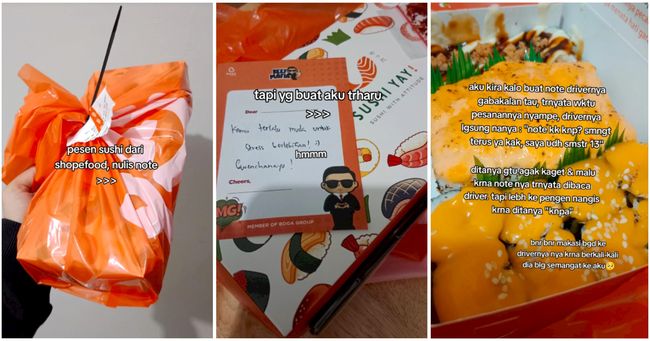 pesen sushi dari
shopefood, nulis note
>>>
tapi yg buat aku trharu
>>>
Dear
Kamu terlalu muda untuk
stress berlebihan! :)
hmmm
Cheers,
OMG!
MEMBER OF BOGA GROUP
SUSHI YAY!
SUSHI WITH ATTITUDE
aku kira kalo buat note drivernya
gabakalan tau, trnyata wktu
pesanannya nyampe, drivernya
lgsung nanya : "note kk knp? smngt
terus ya kak, saya udh smstr 13"
ditanya gtu agak kaget & malu
krna note nya trnyata dibaca
driver. tapi lebh ke pengen nangis
krna ditanya "knpa"
bnr bnr makasi bgd ke
drivernya nya krna berkali-kali
dia blg semangat ke aku🥺